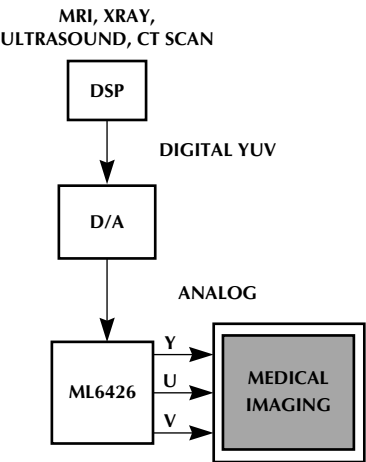 MRI, XRAY,
ULTRASOUND, CT SCAN
DSP
DIGITAL YUV
D/A
ANALOG
ML6426
Y
U
V
MEDICAL
IMAGING